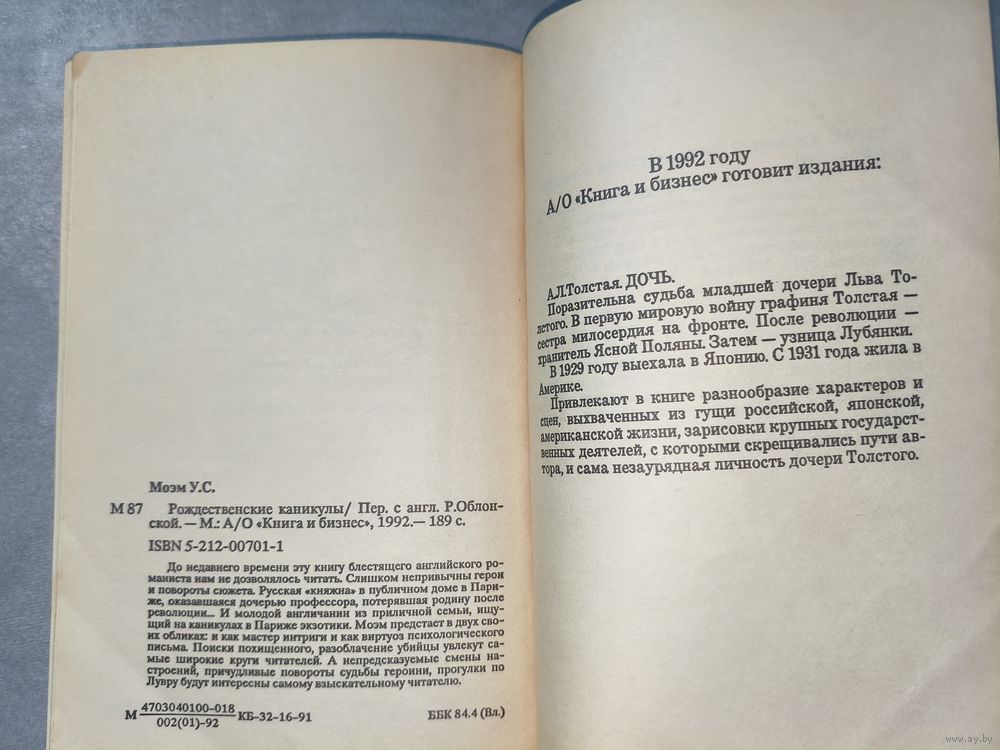 Моэм У.С.
М 87 Рождественские каникулы/ Пер. с англ. Р.Облон-
ской. — М.: А/О «Книга и бизнес», 1992.— 189 с.
ISBN 5-212-00701-1
До недавнего времени эту книгу блестящего английского ро-
маниста нам не дозволялось читать. Слишком непривычны герои
и повороты сюжета. Русская «княжна» в публичном доме в Пари-
же, оказавшаяся дочерью профессора, потерявшая родину после
революции... И молодой англичанин из приличной семьи, ищу-
щий на каникулах в Париже экзотики. Моэм предстает в двух сво-
их обликах: и как мастер интриги и как виртуоз психологического
письма. Поиски похищенного, разоблачение убийцы увлекут са-
мые широкие круги читателей. А непредсказуемые смены на-
строений, причудливые повороты судьбы героини, прогулки по
Лувру будут интересны самому взыскательному читателю.
М 4703040100-018
002(01)-92 КБ-32-16-91 ББК 84.4 (Вл.)
В 1992 году
А/О «Книга и бизнес» готовит издания:
А.Л.Толстая. ДОЧЬ.
Поразительна судьба младшей дочери Льва То-
лстого. В первую мировую войну графиня Толстая —
сестра милосердия на фронте. После революции —
хранитель Ясной Поляны. Затем — узница Лубянки.
В 1929 году выехала в Японию. С 1931 года жила в
Америке.
Привлекают в книге разнообразие характеров и
сцен, выхваченных из гущи российской, японской,
американской жизни, зарисовки крупных государст-
венных деятелей, с которыми скрещивались пути ав-
тора, и сама незаурядная личность дочери Толстого.
www.ay.by